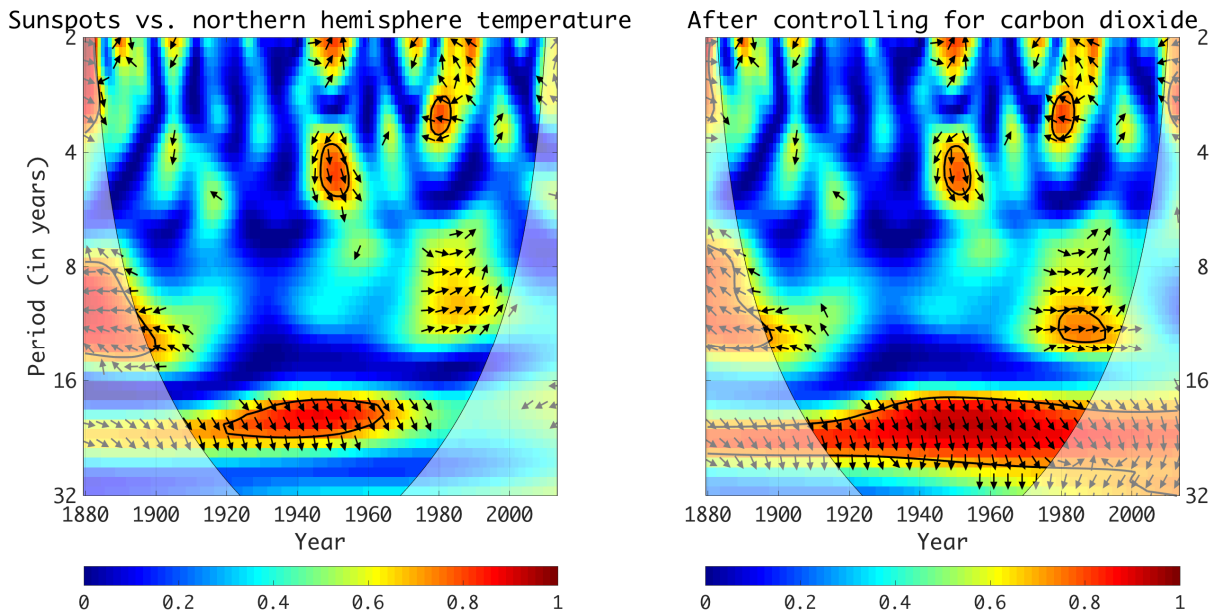 Sunspots vs. northern hemisphere temperature
2
4
8
16
32
Period (in years)
1880 1900 1920 1940 1960 1980 2000
Year
0 0.2 0.4 0.6 0.8 1
After controlling for carbon dioxide
2
4
8
16
32
1880 1900 1920 1940 1960 1980 2000
Year
0 0.2 0.4 0.6 0.8 1